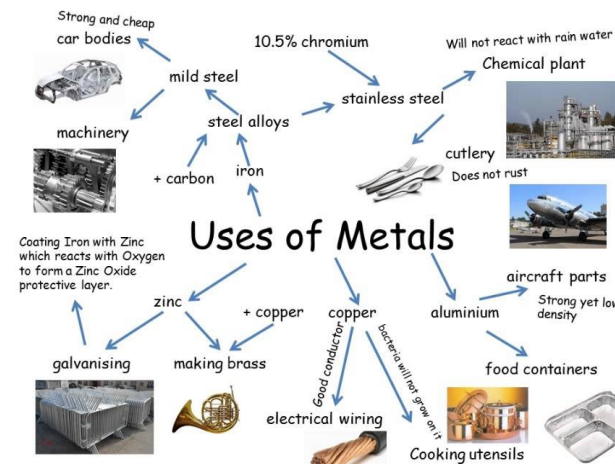 Strong and cheap
car bodies
10.5% chromium
Will not react with rain water
Chemical plant
mild steel
stainless steel
machinery
steel alloys
cutlery
Does not rust
+ carbon
iron
Uses of Metals
Coating Iron with Zinc
which reacts with Oxygen
to form a Zinc Oxide
protective layer.
aircraft parts
Strong yet low
density
zinc
+ copper
copper
aluminium
Good conductor
bacteria will not grow on it
galvanising
making brass
food containers
electrical wiring
Cooking utensils